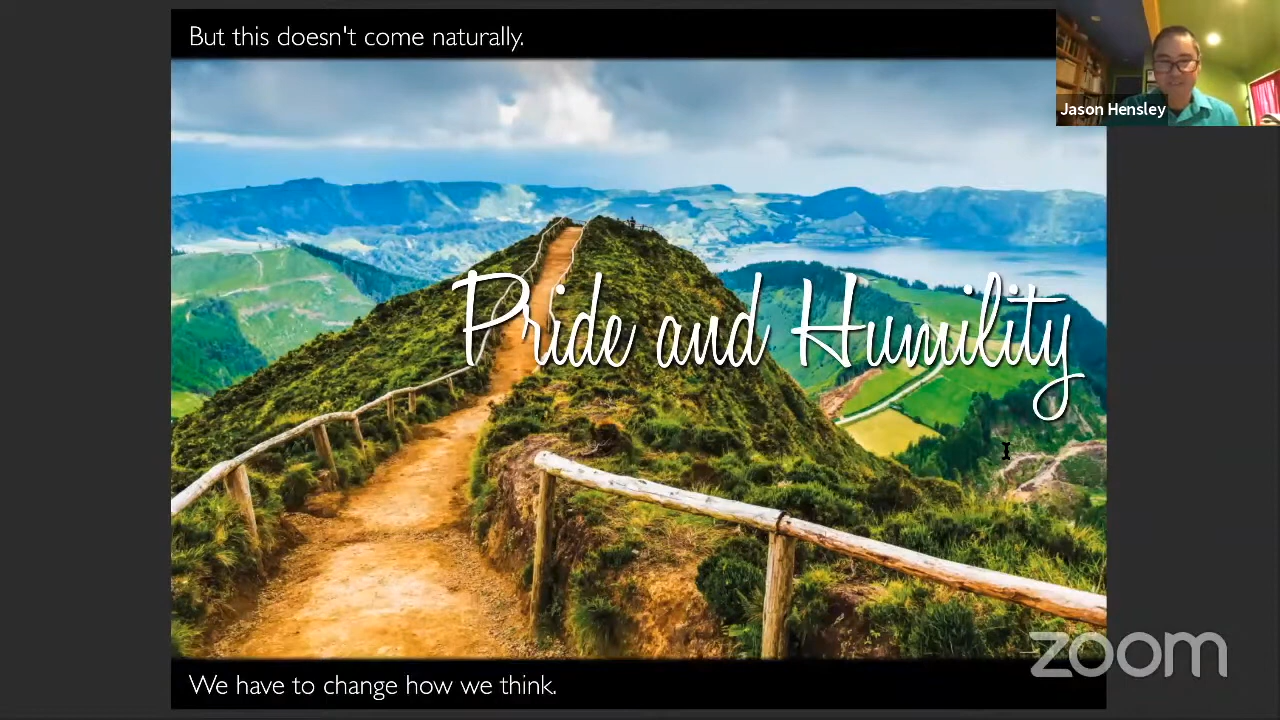 But this doesn't come naturally.
Jason Hensley
Pride and Humility
zoom
We have to change how we think.